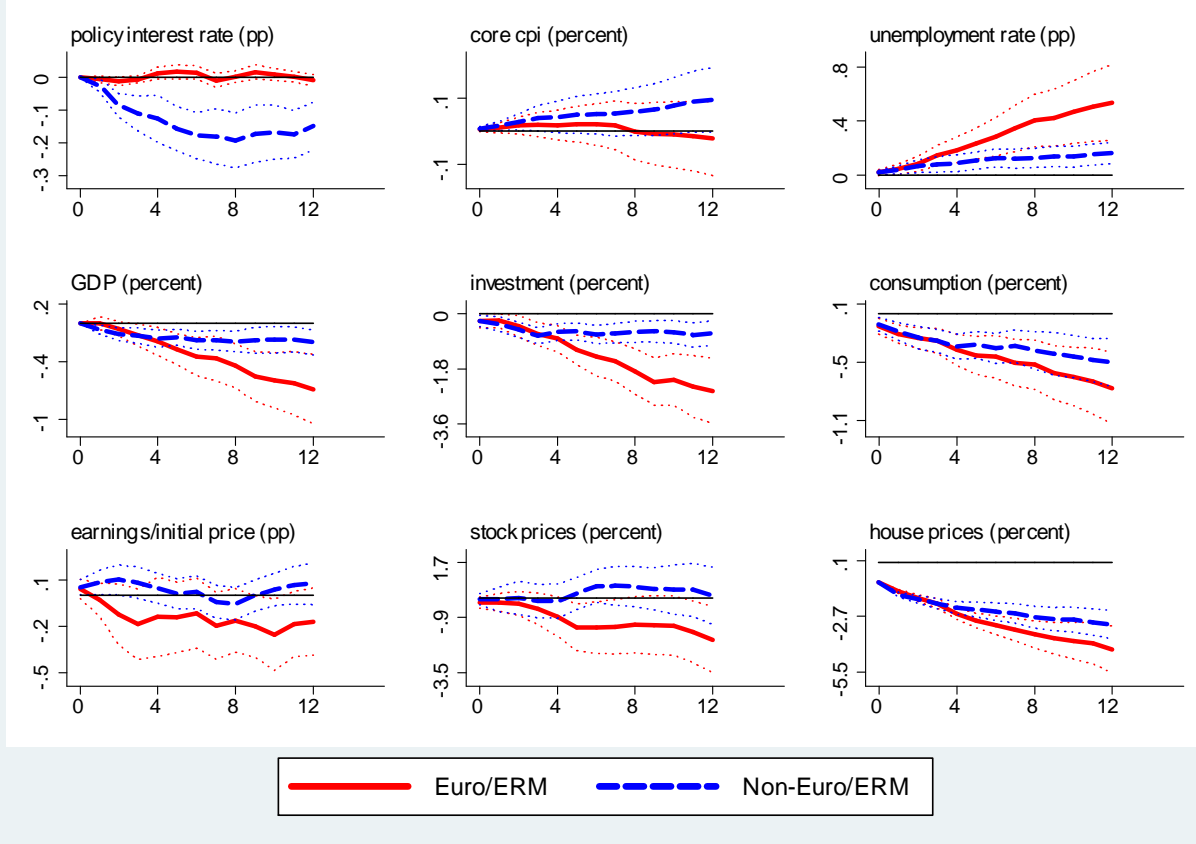 policy interest rate (pp)
core cpi (percent)
unemployment rate (pp)
0
-.1
-.2
-.3
0 4 8 12
.1
-.1
0 4 8 12
.8
.4
0
0 4 8 12
GDP (percent)
investment (percent)
consumption (percent)
.2
-.4
-1
0 4 8 12
0
-1.8
-3.6
0 4 8 12
.1
-.5
-1.1
0 4 8 12
earnings/initial price (pp)
stock prices (percent)
house prices (percent)
.1
-.2
-.5
0 4 8 12
1.7
-.9
-3.5
0 4 8 12
.1
-2.7
-5.5
0 4 8 12
Euro/ERM
Non-Euro/ERM